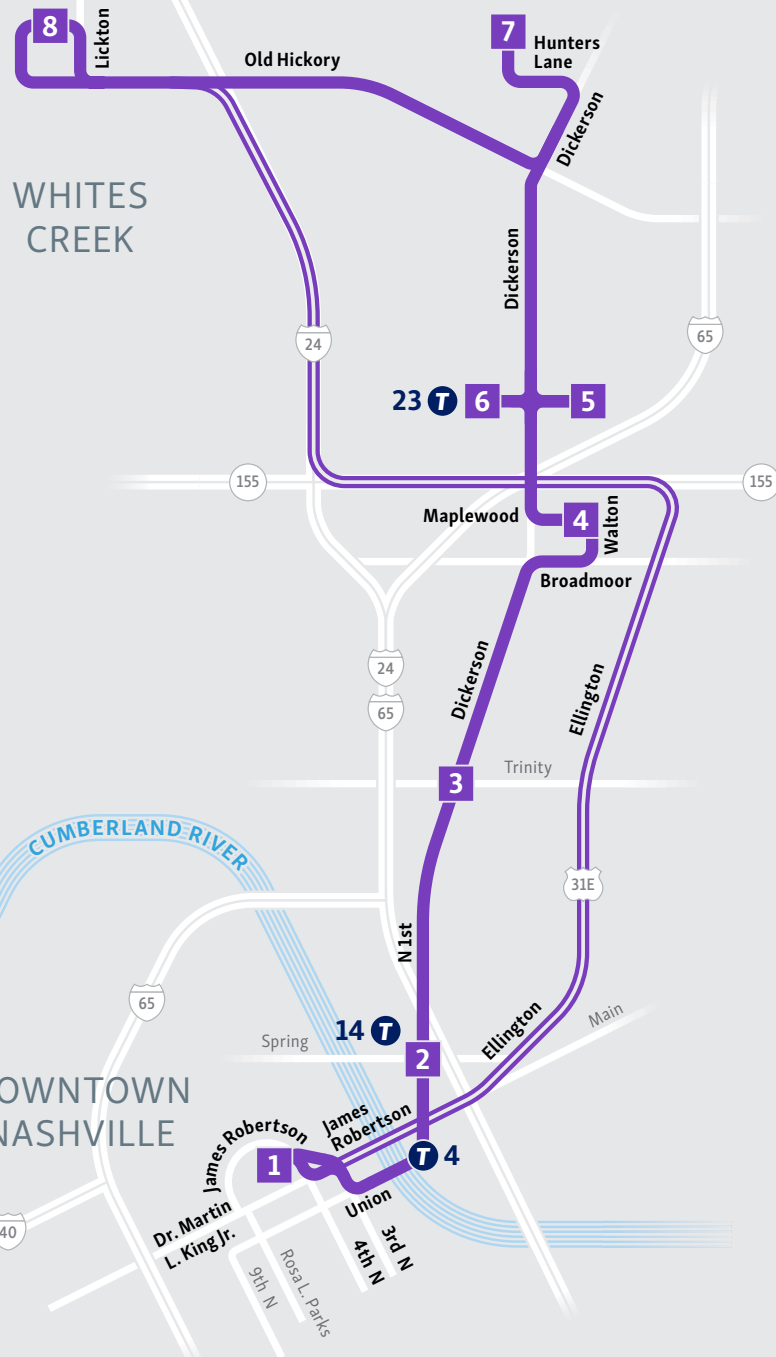 8
Lickton
Old Hickory
7
Hunters
Lane
Dickerson
WHITES
CREEK
Dickerson
24
65
23 T
6
5
155
155
Maplewood
4
Walton
Broadmoor
24
65
Dickerson
Ellington
3
Trinity
CUMBERLAND RIVER
31E
N 1st
65
14 T
Spring
2
Ellington
Main
OWNTOWN
NASHVILLE
James Robertson
James
Robertson
1
T 4
Union
Dr. Martin
L. King Jr.
40
3rd N
4th N
Rosa L. Parks
9th N